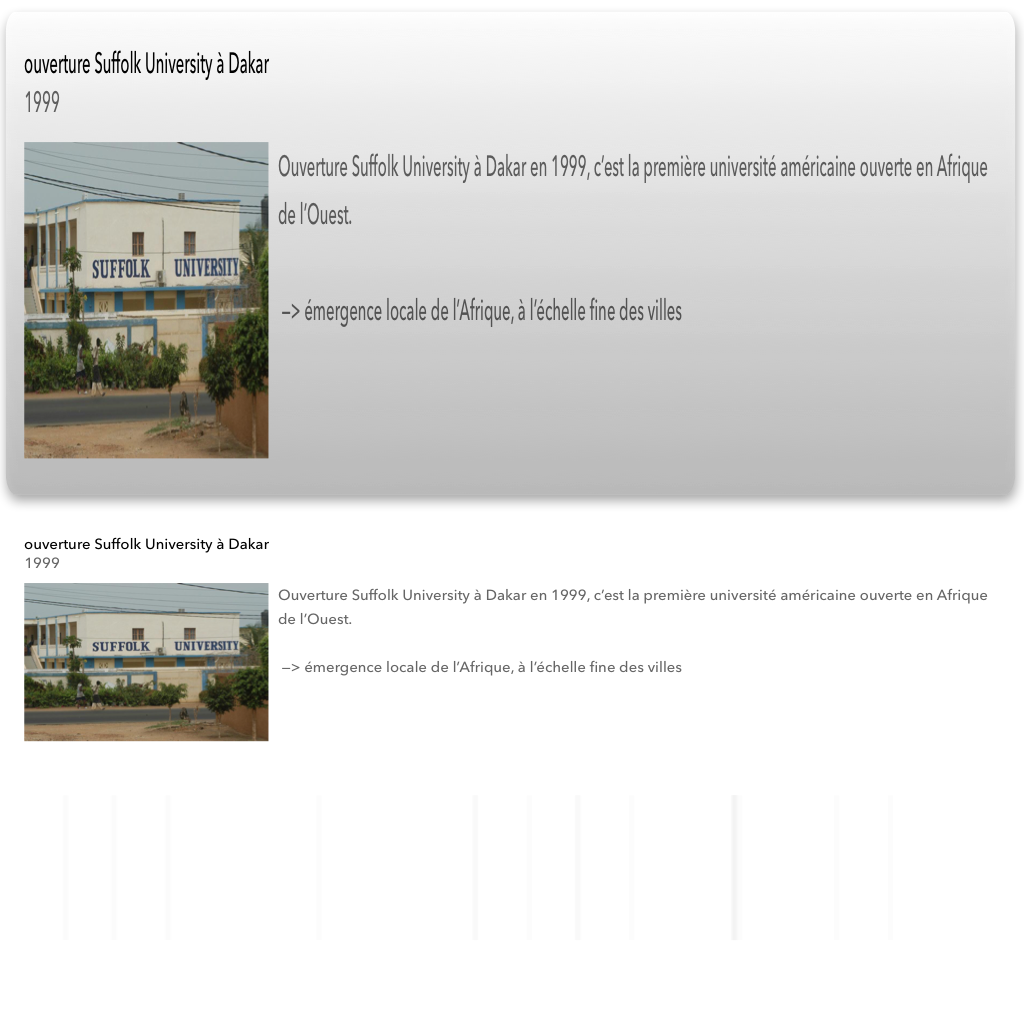 ouverture Suffolk University à Dakar
1999
SUFFOLK UNIVERSITY
Ouverture Suffolk University à Dakar en 1999, c’est la première université américaine ouverte en Afrique
de l’Ouest.
—> émergence locale de l’Afrique, à l’échelle fine des villes
ouverture Suffolk University à Dakar
1999
SUFFOLK UNIVERSITY
Ouverture Suffolk University à Dakar en 1999, c’est la première université américaine ouverte en Afrique
de l’Ouest.
—> émergence locale de l’Afrique, à l’échelle fine des villes